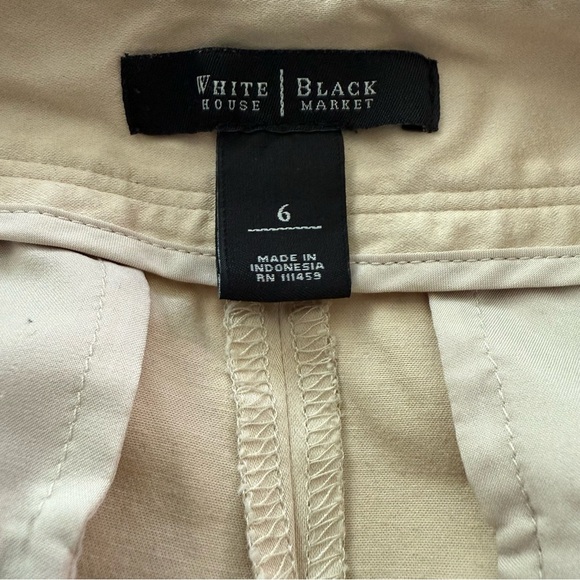 WHITE | BLACK
HOUSE | MARKET
6
MADE IN
INDONESIA
RN 111459